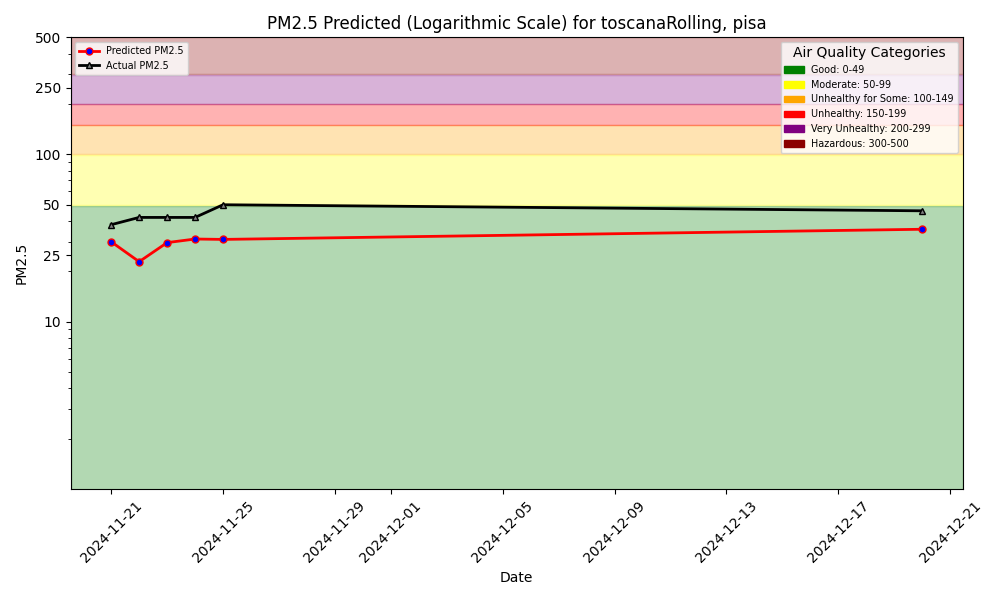 PM2.5 Predicted (Logarithmic Scale) for toscanaRolling, pisa
Predicted PM2.5
Actual PM2.5
Air Quality Categories
Good: 0-49
Moderate: 50-99
Unhealthy for Some: 100-149
Unhealthy: 150-199
Very Unhealthy: 200-299
Hazardous: 300-500
500
250
100
50
25
10
PM2.5
2024-11-21
2024-11-25
2024-11-29
2024-12-01
2024-12-05
2024-12-09
2024-12-13
2024-12-17
2024-12-21
Date